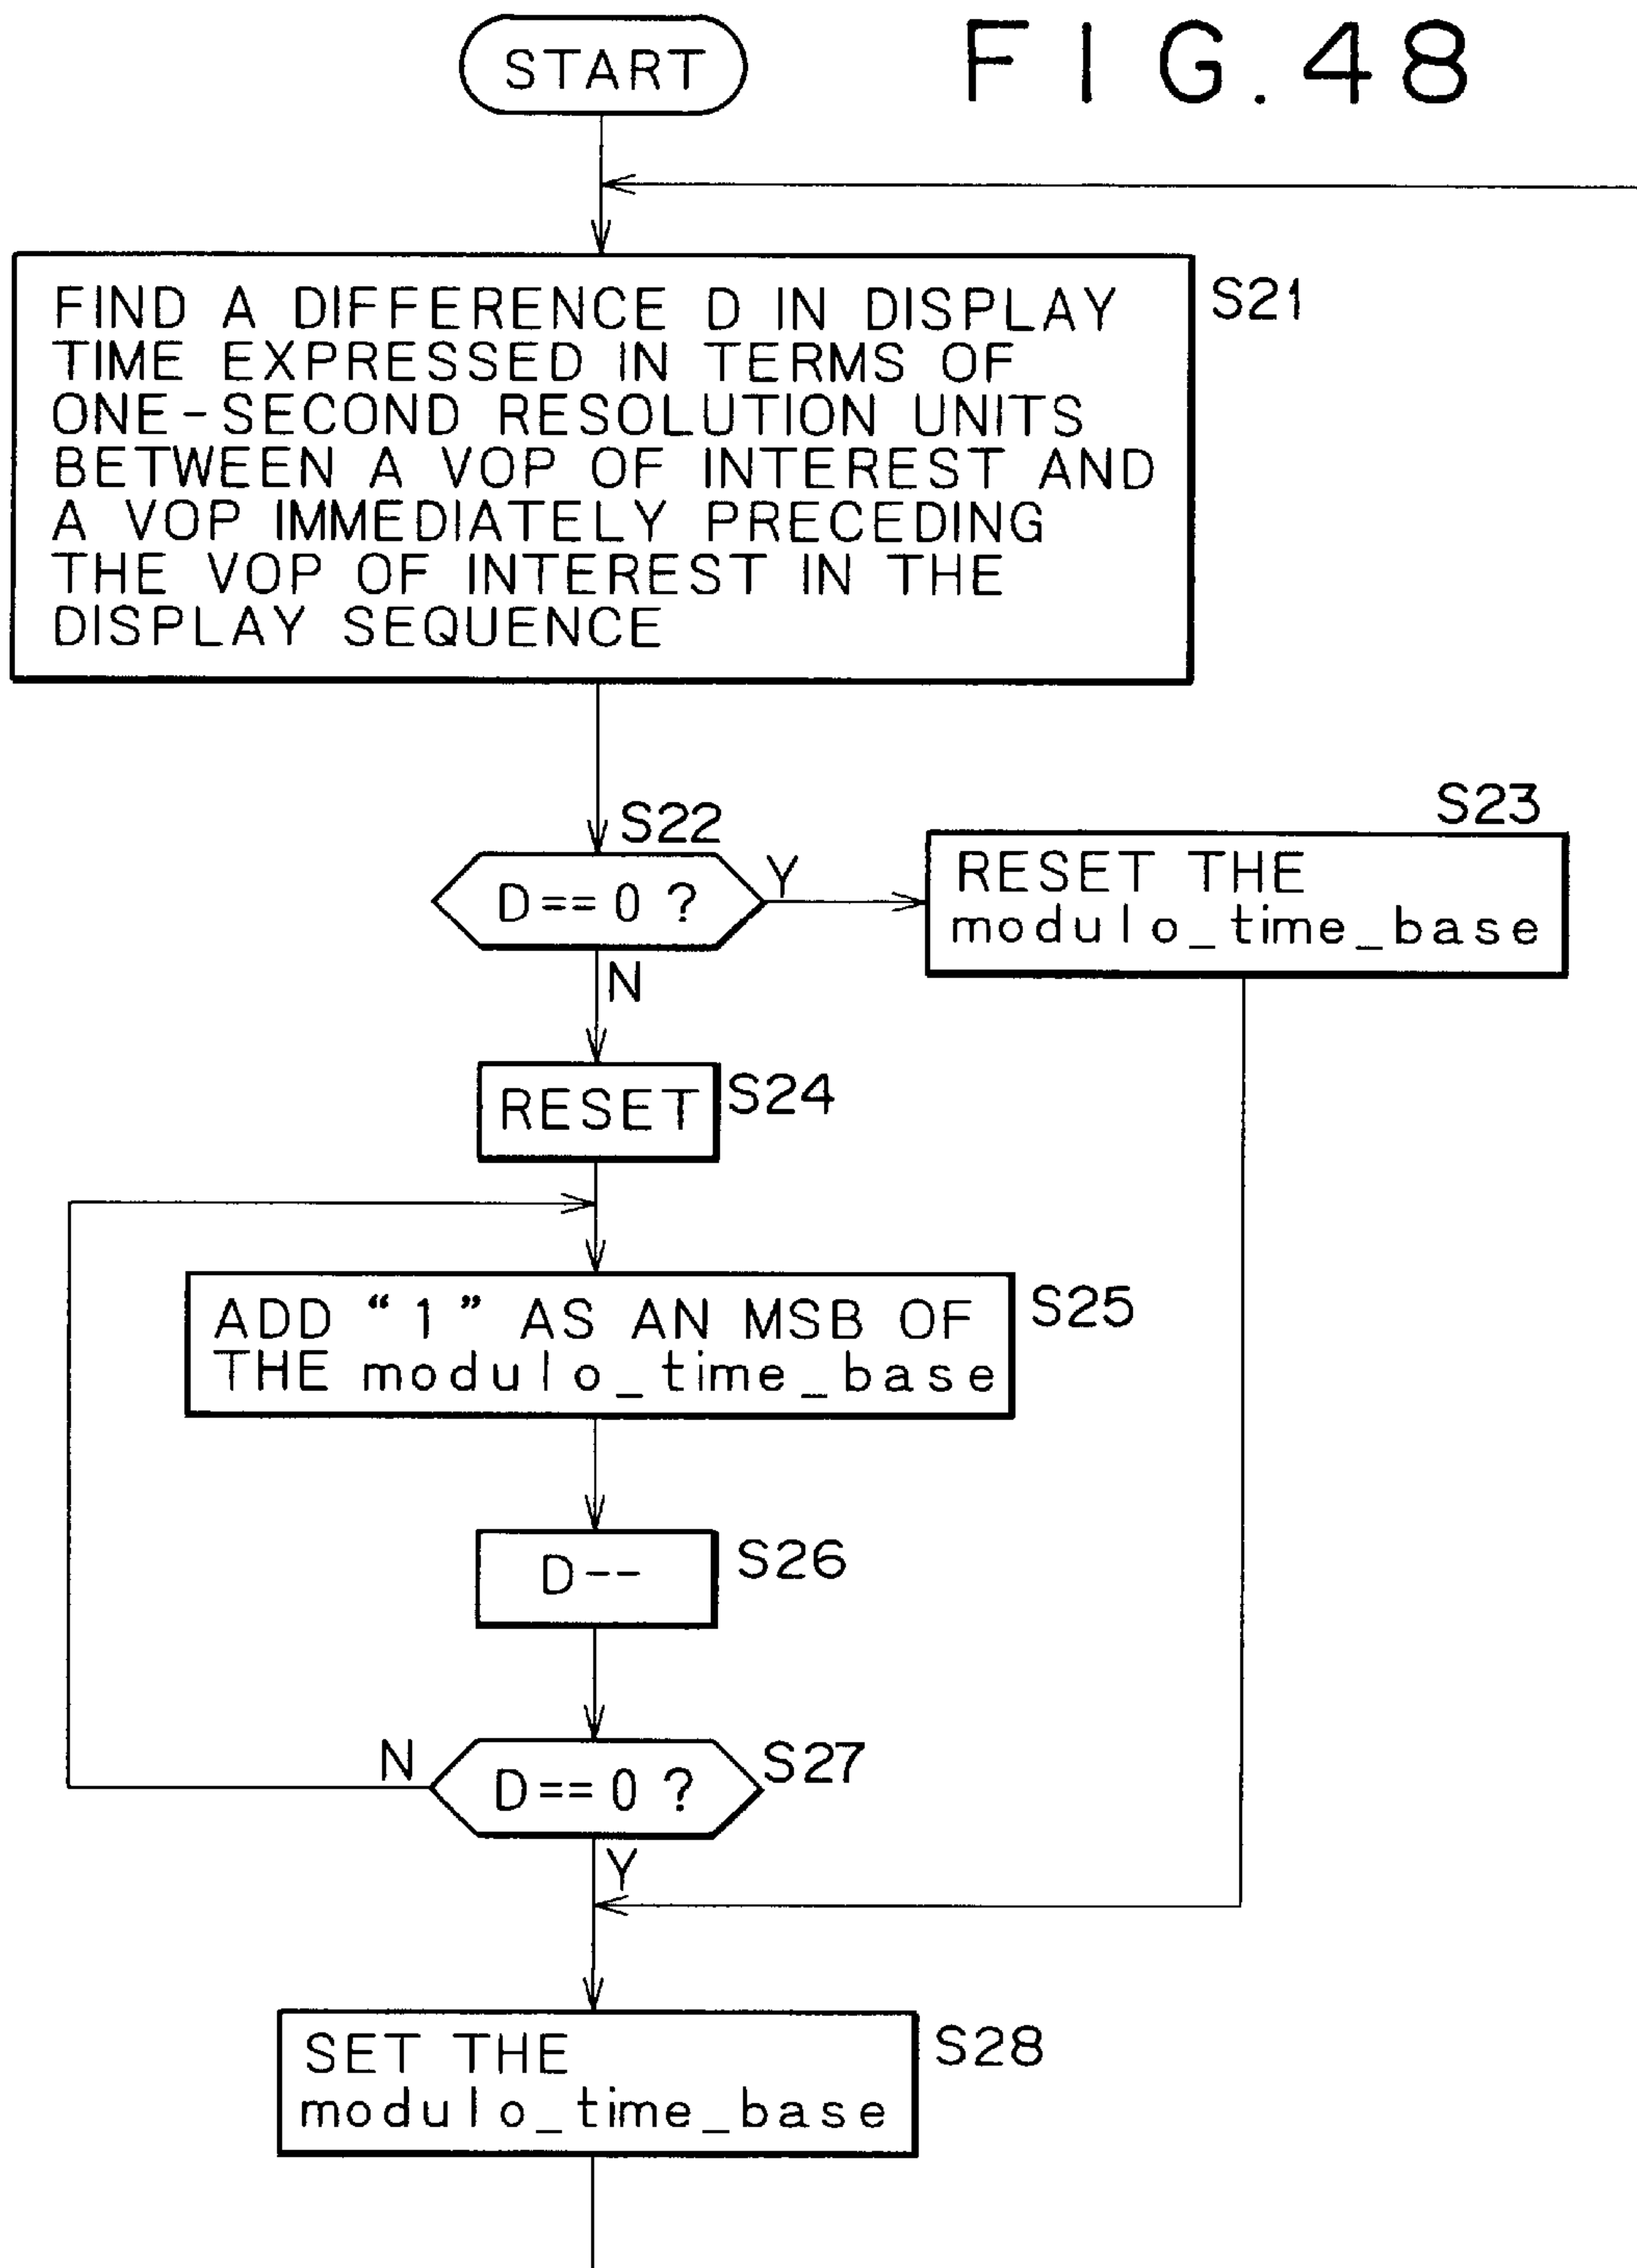 START
FIG.48
FIND A DIFFERENCE D IN DISPLAY
TIME EXPRESSED IN TERMS OF
ONE-SECOND RESOLUTION UNITS
BETWEEN A VOP OF INTEREST AND
A VOP IMMEDIATELY PRECEDING
THE VOP OF INTEREST IN THE
DISPLAY SEQUENCE
S21
S22
D==0 ?
Y
N
S23
RESET THE
modulo_time_base
RESET
S24
ADD “1” AS AN MSB OF
THE modulo_time_base
S25
D--
S26
N
D==0 ?
S27
Y
SET THE
modulo_time_base
S28